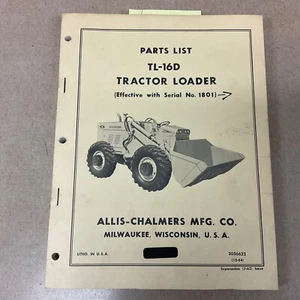 PARTS LIST
TL-16D
TRACTOR LOADER
(Effective with Serial No. 1801)
ALLIS-CHALMERS MFG. CO.
MILWAUKEE, WISCONSIN, U. S. A.
LITHO. IN U.S.A.